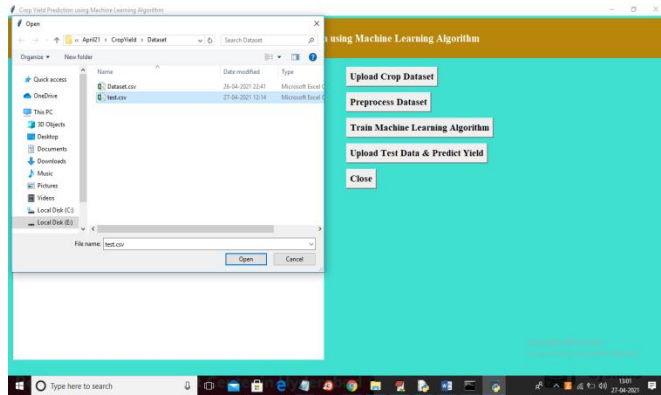 Crop Yield Prediction using Machine Learning Algorithm
Open
using Machine Learning Algorithm
« April21 › CropYield › Dataset
Search Dataset
Organize
New folder
Name
Date modified
Type
Quick access
OneDrive
This PC
3D Objects
Desktop
Documents
Downloads
Music
Pictures
Videos
Local Disk (C:)
Local Disk (E:)
Dataset.csv
26-04-2021 22:41
Microsoft Excel C
test.csv
27-04-2021 12:14
Microsoft Excel C
File name:
test.csv
Open
Cancel
Upload Crop Dataset
Preprocess Dataset
Train Machine Learning Algorithm
Upload Test Data & Predict Yield
Close
Type here to search
13:01
27-04-2021